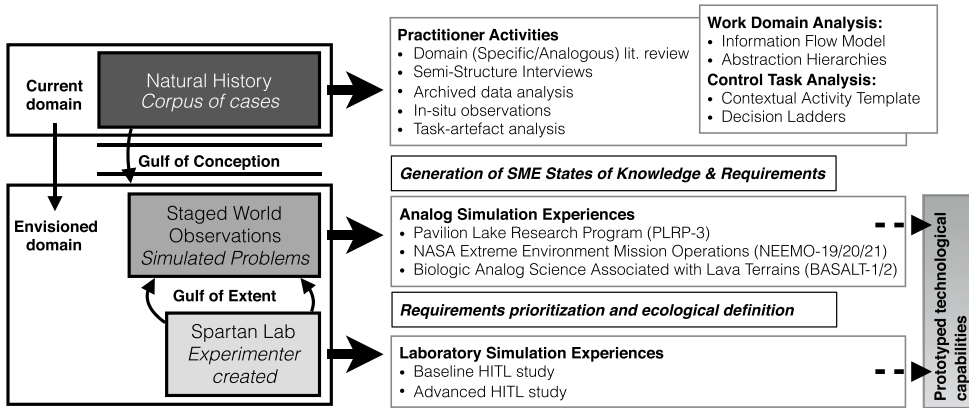 Current
domain
Natural History
Corpus of cases
Practitioner Activities
• Domain (Specific/Analogous) lit. review
• Semi-Structure Interviews
• Archived data analysis
• In-situ observations
• Task-artefact analysis
Work Domain Analysis:
• Information Flow Model
• Abstraction Hierarchies
Control Task Analysis:
• Contextual Activity Template
• Decision Ladders
Gulf of Conception
Generation of SME States of Knowledge & Requirements
Envisioned
domain
Staged World
Observations
Simulated Problems
Analog Simulation Experiences
• Pavilion Lake Research Program (PLRP-3)
• NASA Extreme Environment Mission Operations (NEEMO-19/20/21)
• Biologic Analog Science Associated with Lava Terrains (BASALT-1/2)
Gulf of Extent
Requirements prioritization and ecological definition
Spartan Lab
Experimenter
created
Laboratory Simulation Experiences
• Baseline HITL study
• Advanced HITL study
Prototyped technological
capabilities